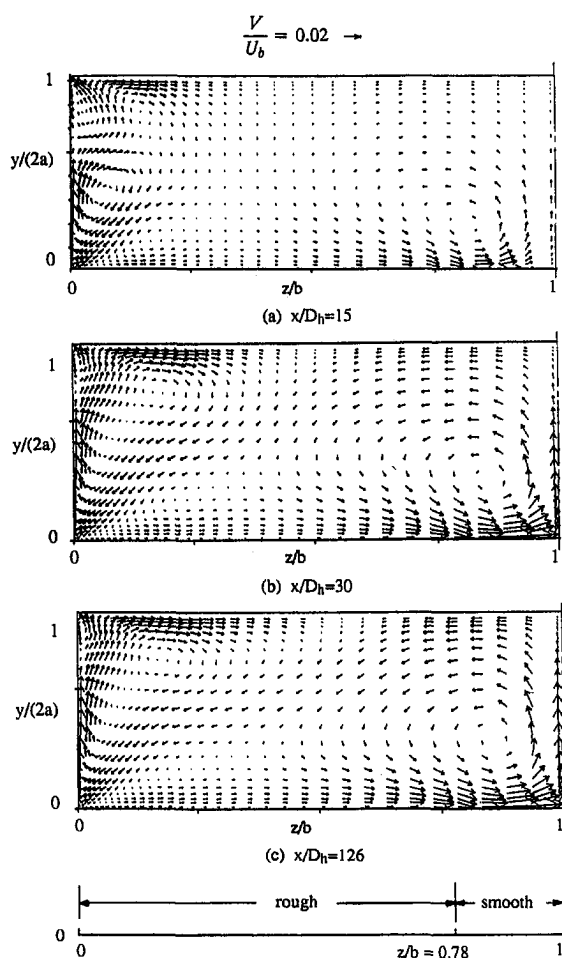 V/U_b = 0.02 →
1
y/(2a)
0
0 z/b 1
(a) x/D_h=15
1
y/(2a)
0
0 z/b 1
(b) x/D_h=30
1
y/(2a)
0
0 z/b 1
(c) x/D_h=126
rough smooth
0
0 z/b = 0.78 1